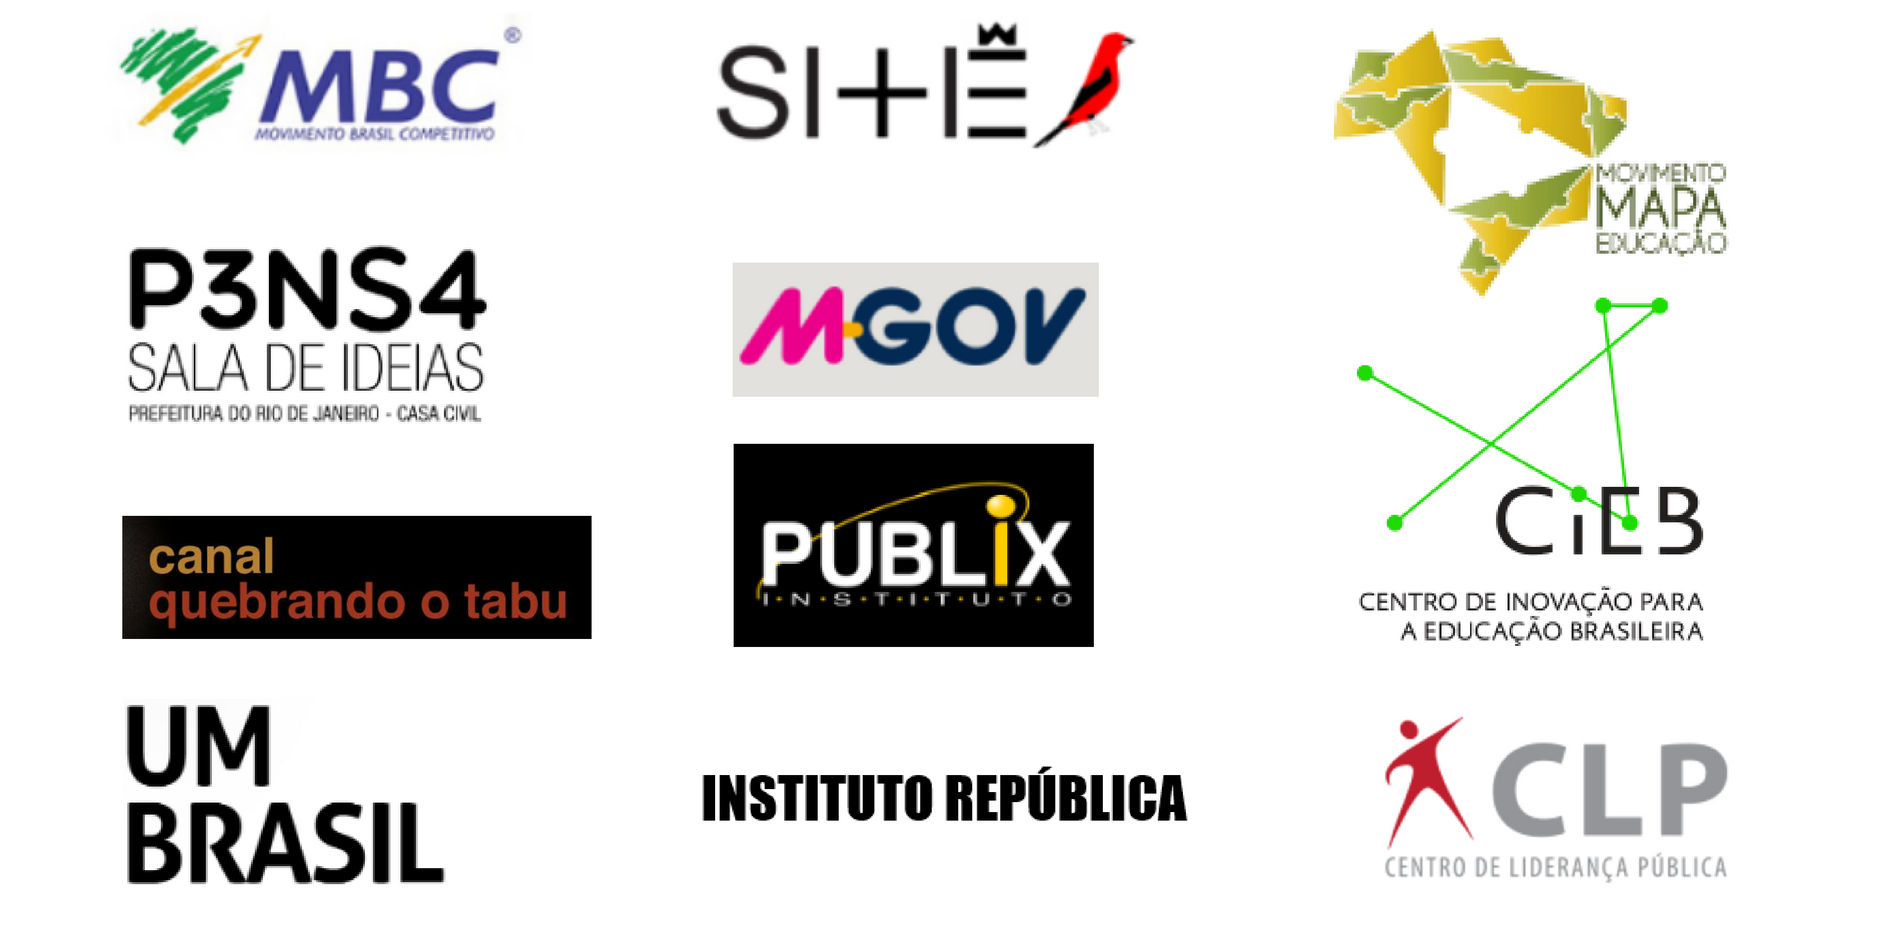 MBC®
MOVIMENTO BRASIL COMPETITIVO
P3NS4
SALA DE IDEIAS
PREFEITURA DO RIO DE JANEIRO - CASA CIVIL
canal
quebrando o tabu
UM
BRASIL
SI+IÊ
M-GOV
PUBLiX
I·N·S·T·I·T·U·T·O
INSTITUTO REPÚBLICA
MOVIMENTO
MAPA
EDUCAÇÃO
CiEB
CENTRO DE INOVAÇÃO PARA
A EDUCAÇÃO BRASILEIRA
CLP
CENTRO DE LIDERANÇA PÚBLICA